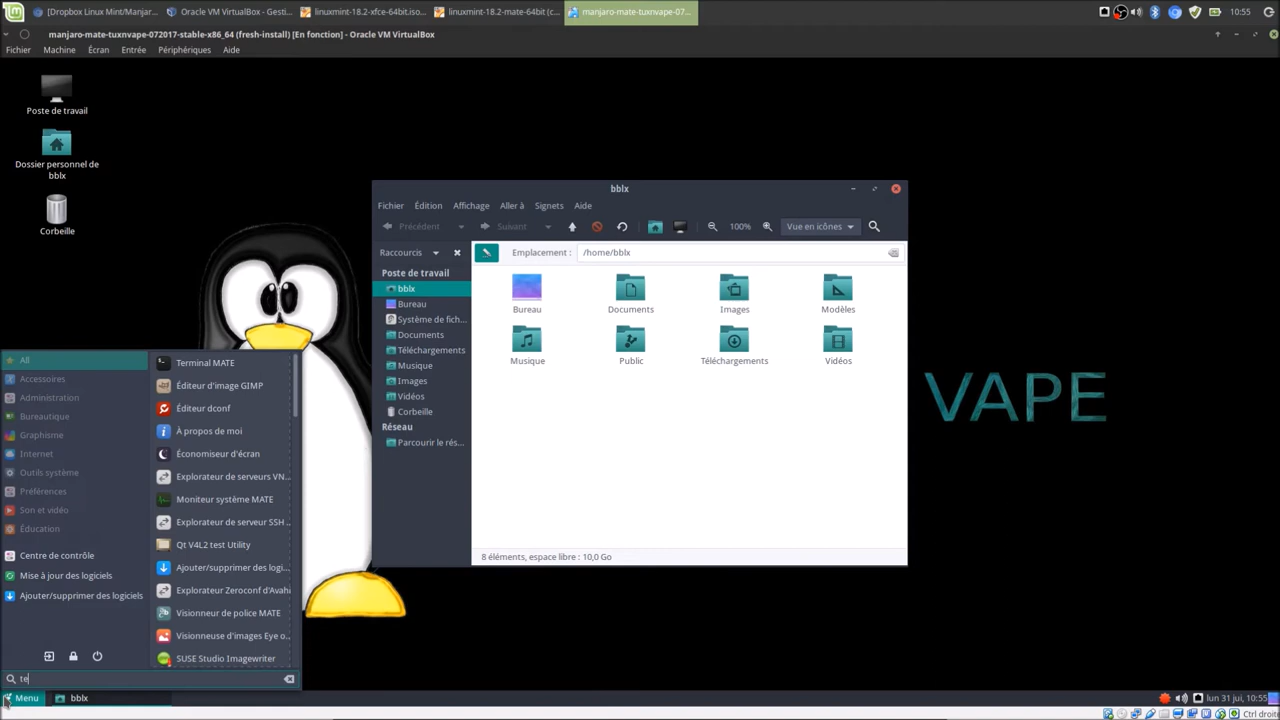 [Dropbox Linux Mint/Manjar...
Oracle VM VirtualBox - Gesti...
linuxmint-18.2-xfce-64bit.iso...
linuxmint-18.2-mate-64bit (c...
manjaro-mate-tuxnvape-07...
10:55
manjaro-mate-tuxnvape-072017-stable-x86_64 (fresh-install) [En fonction] - Oracle VM VirtualBox
Fichier Machine Écran Entrée Périphériques Aide
Poste de travail
Dossier personnel de
bblx
Corbeille
VAPE
bblx
Fichier Édition Affichage Aller à Signets Aide
Précédent Suivant 100% Vue en icônes
Raccourcis
Emplacement : /home/bblx
Poste de travail
bblx
Bureau
Système de fich...
Documents
Téléchargements
Musique
Images
Vidéos
Corbeille
Réseau
Parcourir le rés...
Bureau Documents Images Modèles
Musique Public Téléchargements Vidéos
8 éléments, espace libre : 10,0 Go
All
Accessoires
Administration
Bureautique
Graphisme
Internet
Outils système
Préférences
Son et vidéo
Éducation
Centre de contrôle
Mise à jour des logiciels
Ajouter/supprimer des logiciels
Terminal MATE
Éditeur d'image GIMP
Éditeur dconf
À propos de moi
Économiseur d'écran
Explorateur de serveurs VN...
Moniteur système MATE
Explorateur de serveur SSH ...
Qt V4L2 test Utility
Ajouter/supprimer des logi...
Explorateur Zeroconf d'Avahi
Visionneur de police MATE
Visionneuse d'images Eye o...
SUSE Studio Imagewriter
te
Menu
bblx
lun 31 jui, 10:55
Ctrl droite